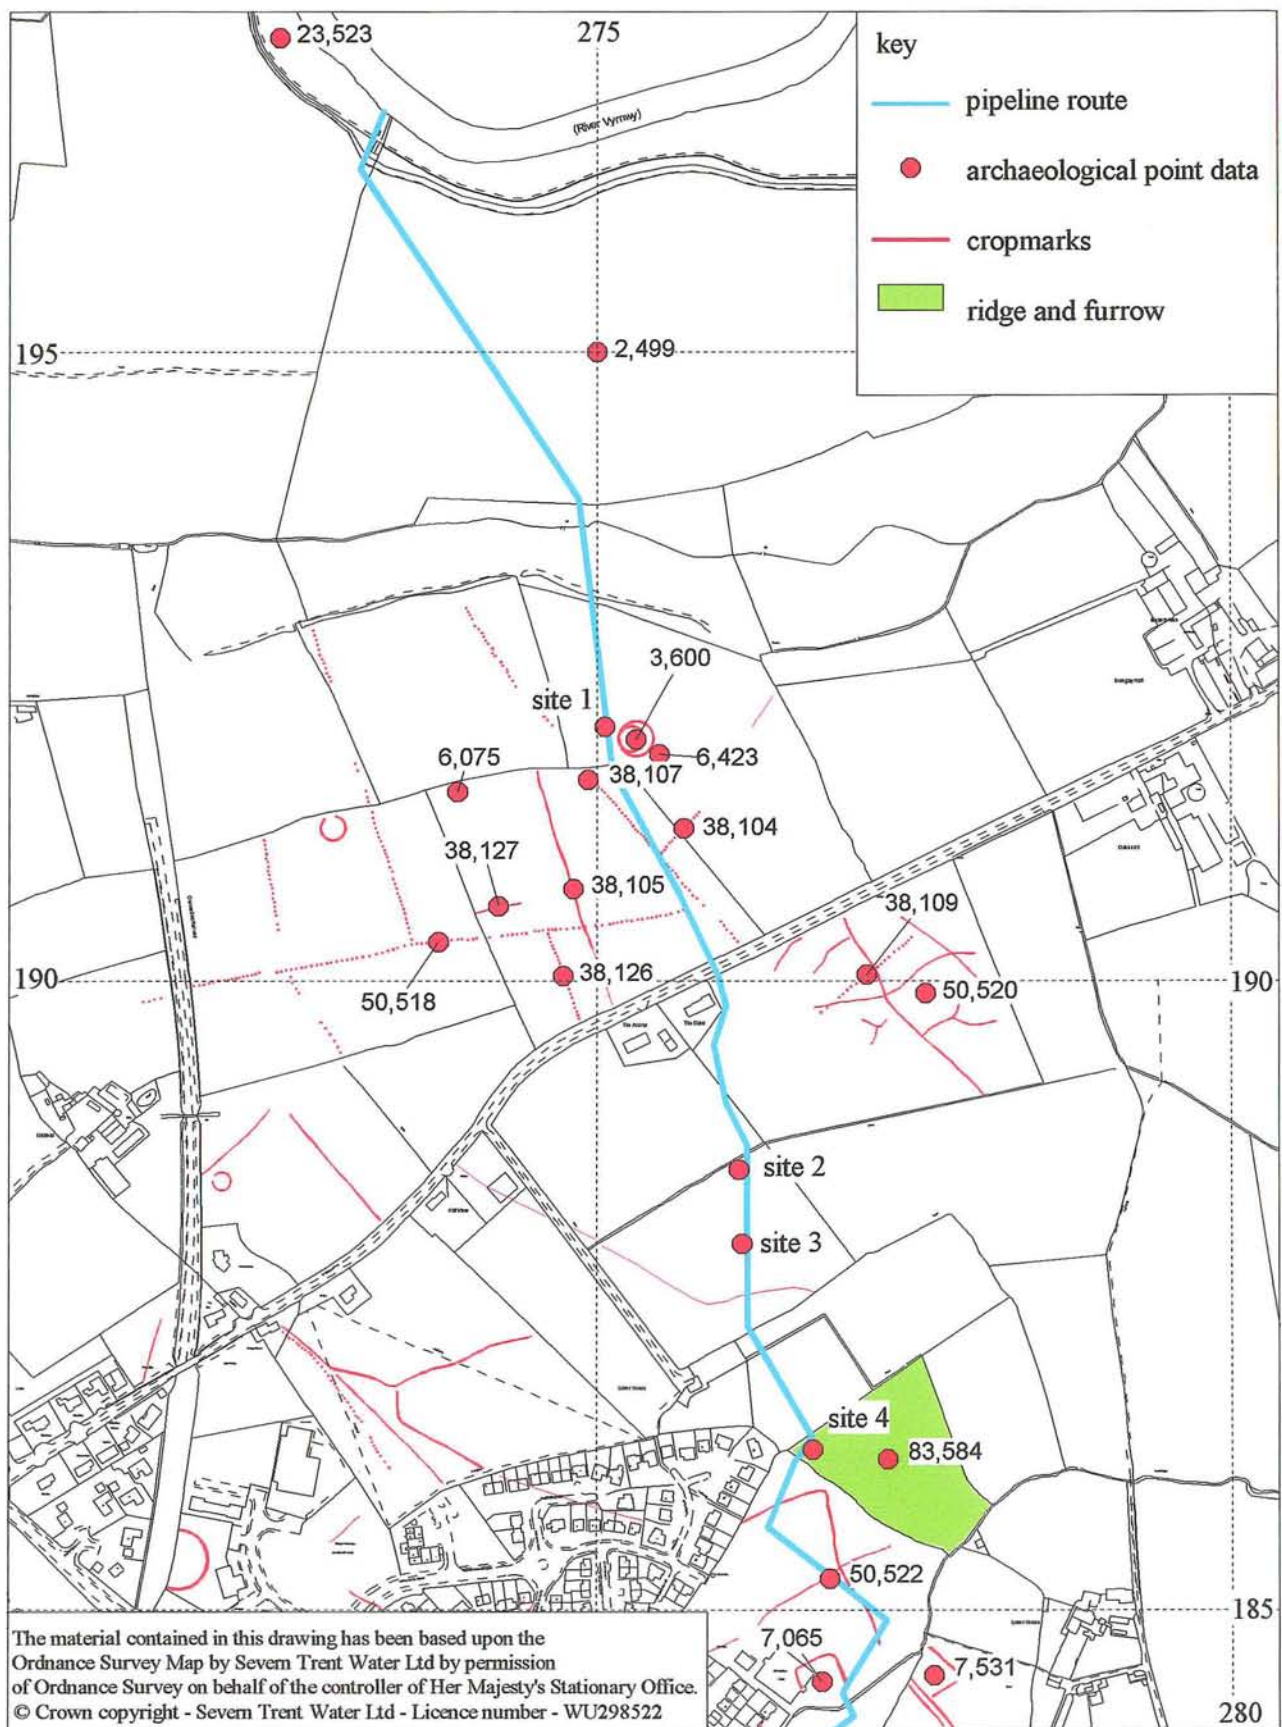 23,523
275
key
pipeline route
(River Vyrnwy)
archaeological point data
cropmarks
ridge and furrow
195
2,499
3,600
site 1
6,423
6,075
38,107
38,104
38,127
38,105
38,109
190
50,518
38,126
50,520
190
site 2
site 3
site 4
83,584
50,522
185
7,065
7,531
280
The material contained in this drawing has been based upon the
Ordnance Survey Map by Severn Trent Water Ltd by permission
of Ordnance Survey on behalf of the controller of Her Majesty's Stationary Office.
© Crown copyright - Severn Trent Water Ltd - Licence number - WU298522